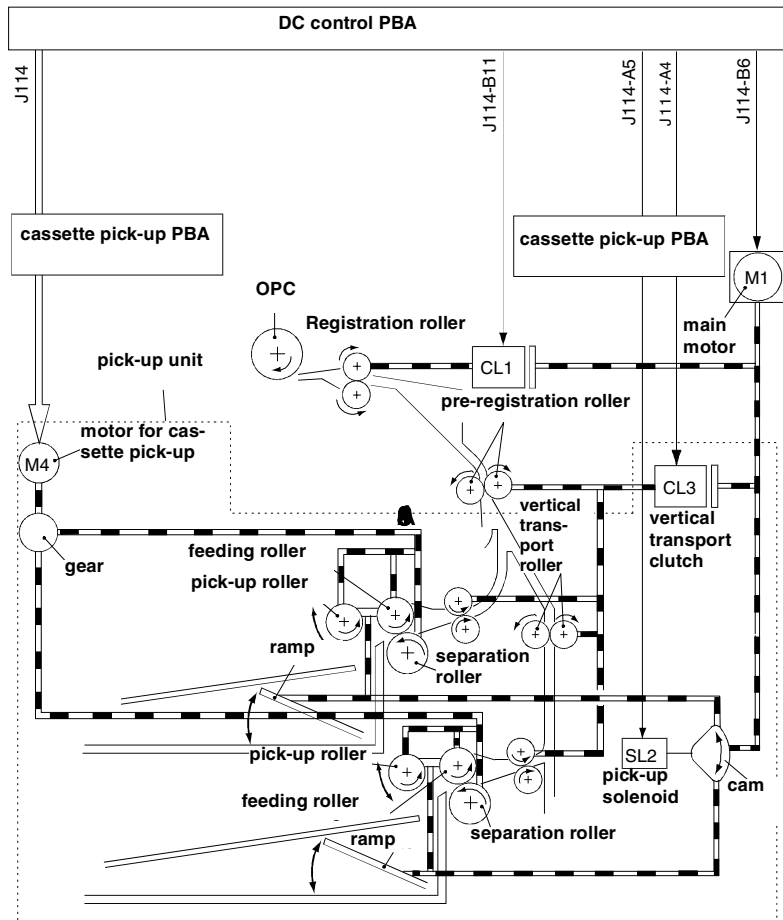 DC control PBA
J114
J114-B11
J114-A5
J114-A4
J114-B6
cassette pick-up PBA
cassette pick-up PBA
M1
OPC
main
motor
Registration roller
pick-up unit
CL1
pre-registration roller
motor for cas-
sette pick-up
M4
CL3
vertical
trans-
port
roller
vertical
transport
clutch
gear
feeding roller
pick-up roller
ramp
separation
roller
pick-up roller
SL2
pick-up
solenoid
cam
feeding roller
separation roller
ramp